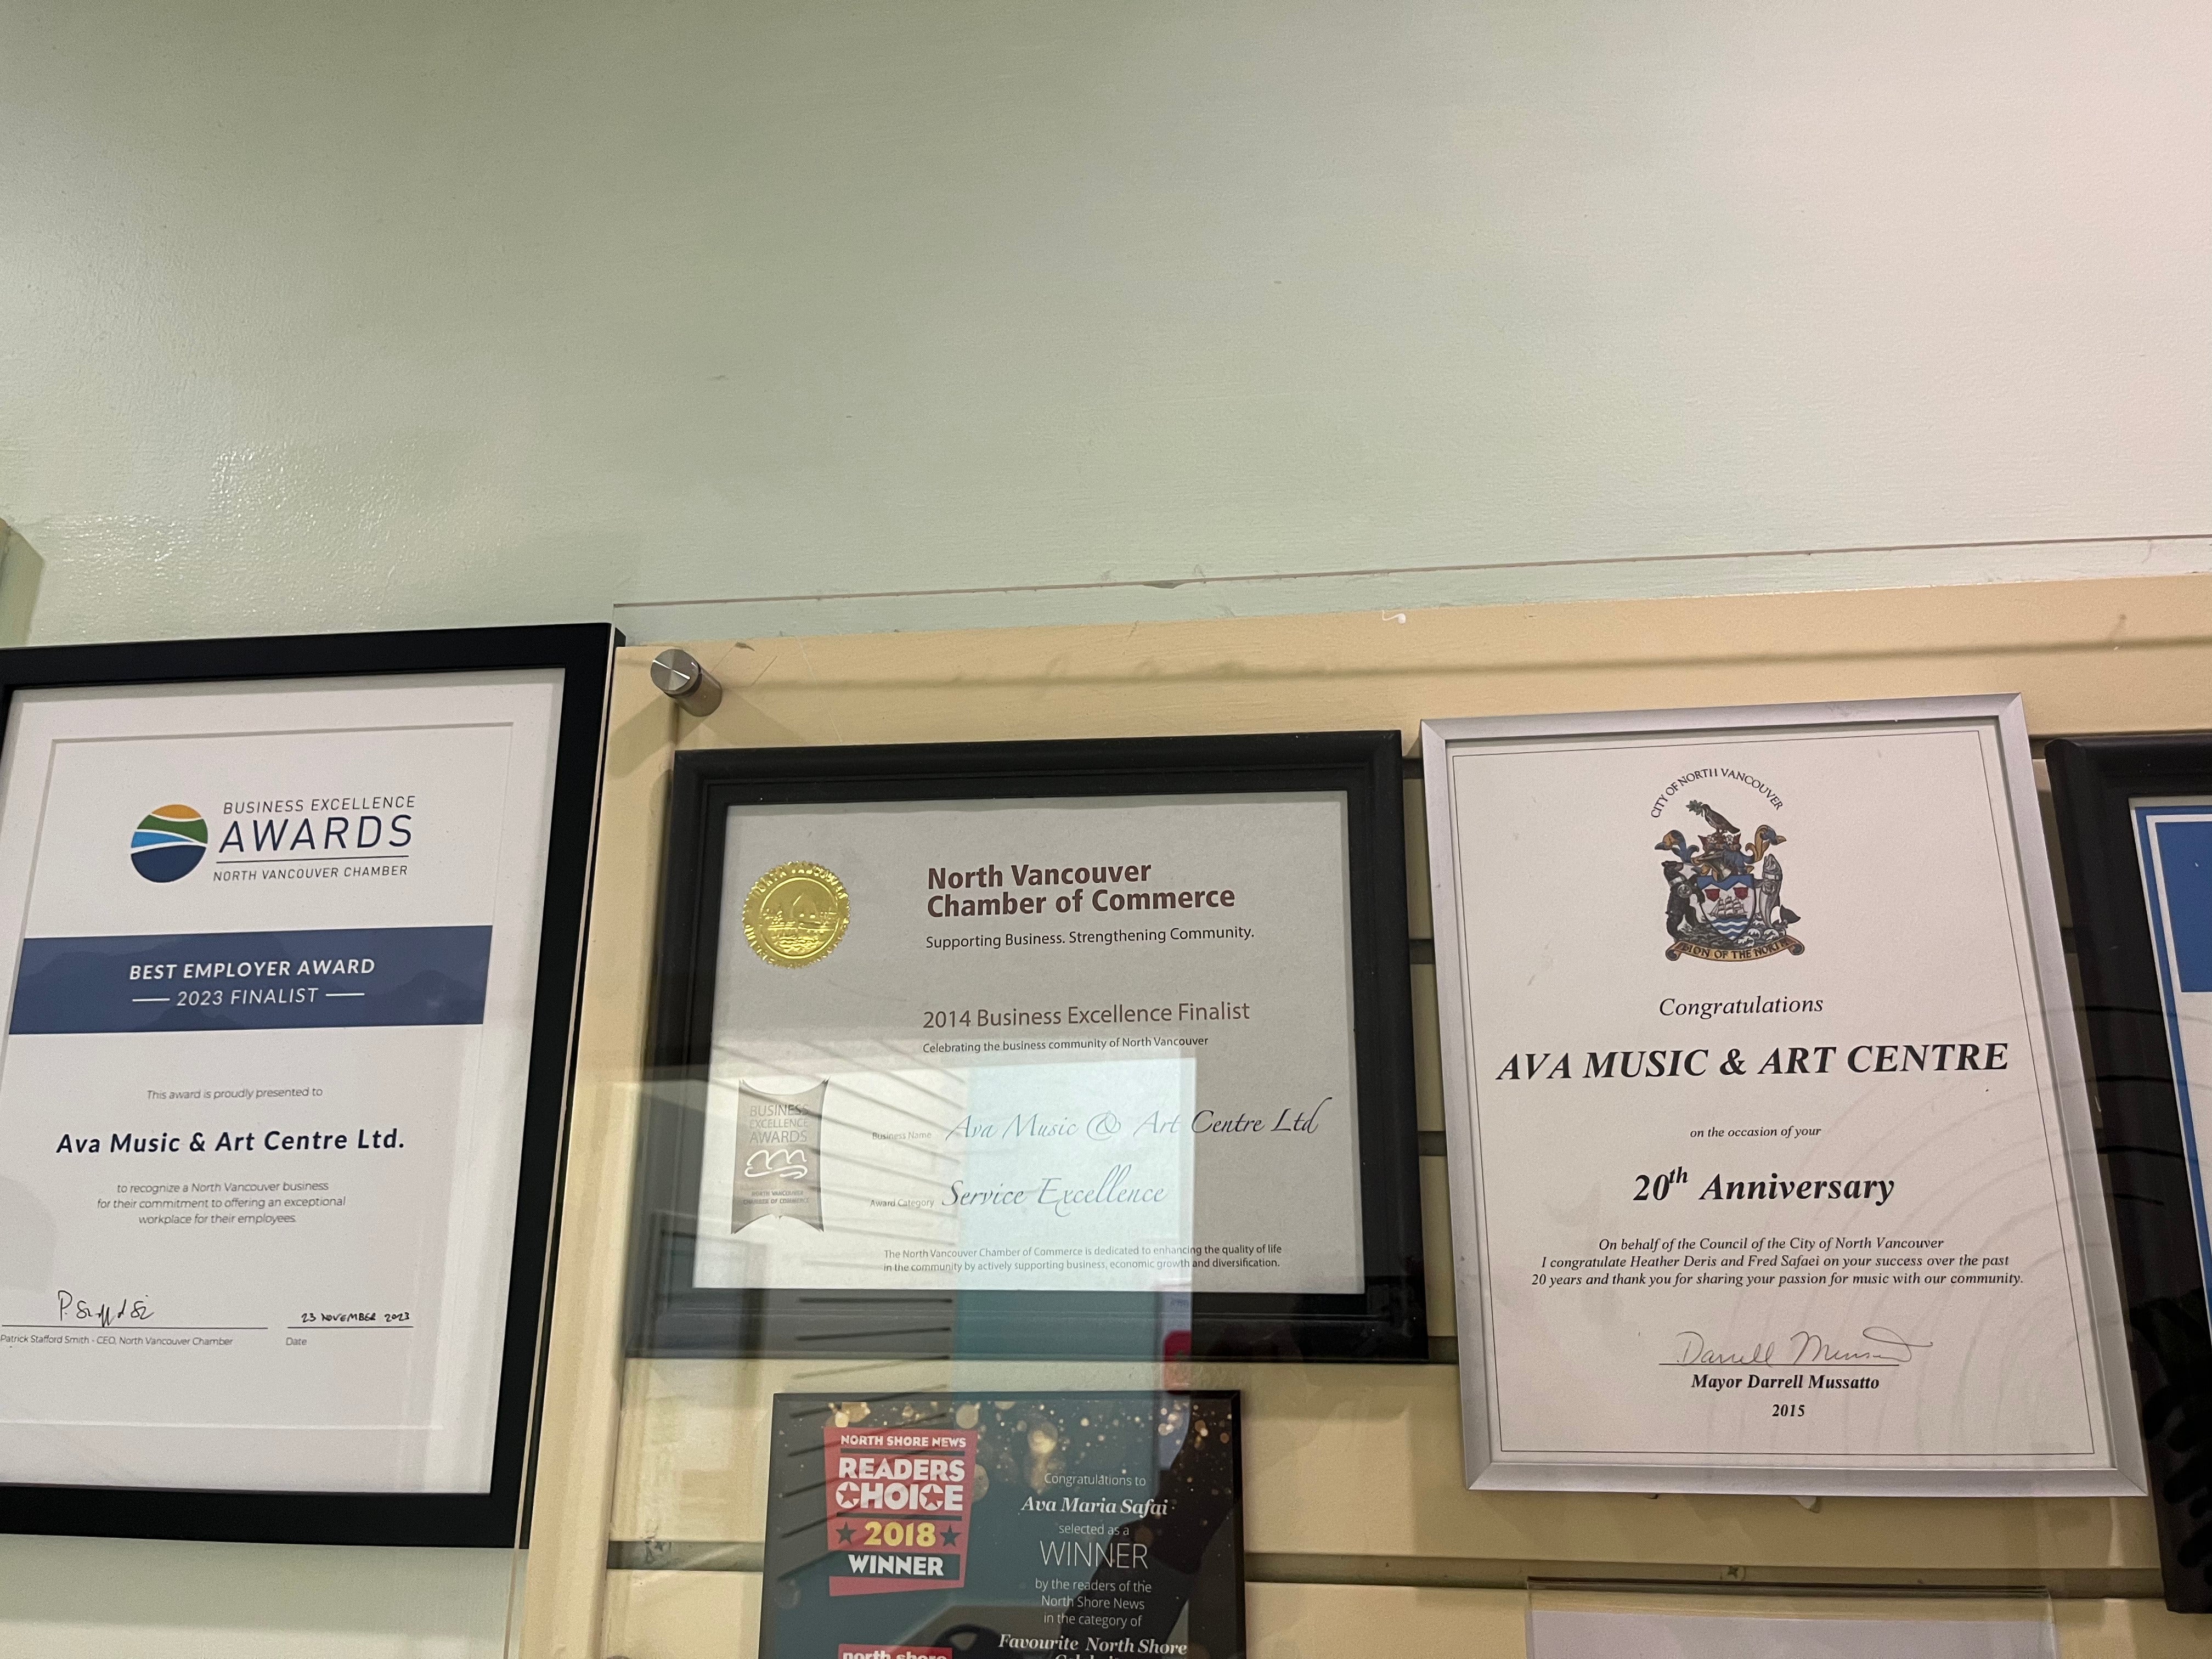 BUSINESS EXCELLENCE
AWARDS
NORTH VANCOUVER CHAMBER
BEST EMPLOYER AWARD
2023 FINALIST
This award is proudly presented to
Ava Music & Art Centre Ltd.
to recognize a North Vancouver business
for their commitment to offering an exceptional
workplace for their employees.
23 NOVEMBER 2023
Patrick Stafford Smith - CEO, North Vancouver Chamber
Date
North Vancouver
Chamber of Commerce
Supporting Business. Strengthening Community.
2014 Business Excellence Finalist
Celebrating the business community of North Vancouver
BUSINESS
EXCELLENCE
AWARDS
NORTH VANCOUVER
CHAMBER OF COMMERCE
Business Name Ava Music @ Art Centre Ltd
Award Category Service Excellence
The North Vancouver Chamber of Commerce is dedicated to enhancing the quality of life
in the community by actively supporting business, economic growth and diversification.
CITY OF NORTH VANCOUVER
OF THE NORTH
Congratulations
AVA MUSIC & ART CENTRE
on the occasion of your
20th Anniversary
On behalf of the Council of the City of North Vancouver
I congratulate Heather Deris and Fred Safaei on your success over the past
20 years and thank you for sharing your passion for music with our community.
Mayor Darrell Mussatto
2015
NORTH SHORE NEWS
READERS
CHOICE
2018
WINNER
north shore
Congratulations to
Ava Maria Safai
selected as a
WINNER
by the readers of the
North Shore News
in the category of
Favourite North Shore